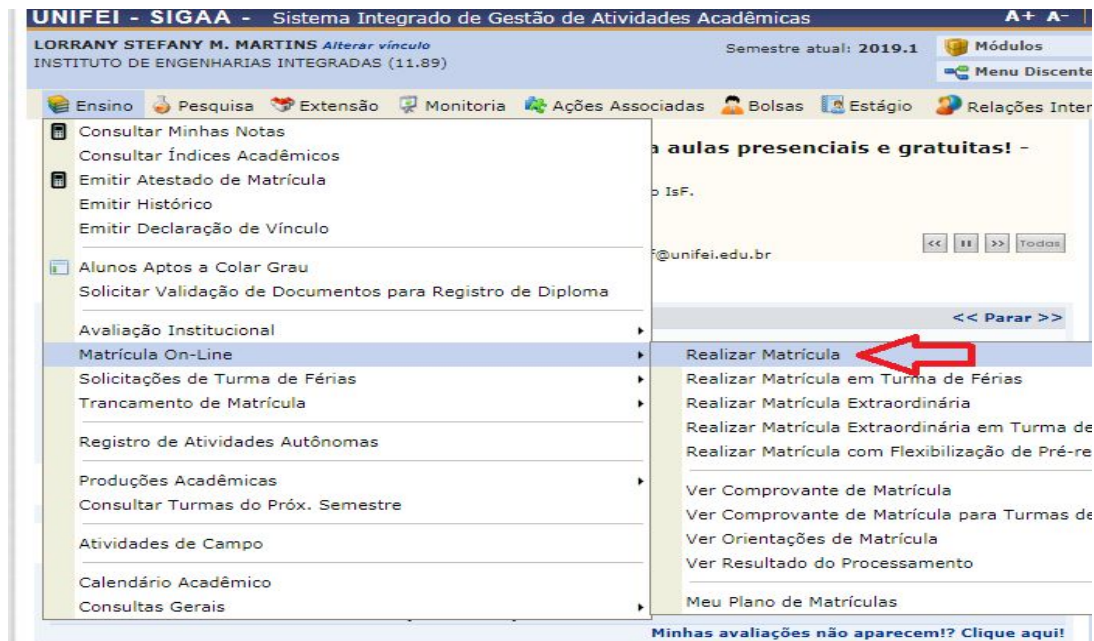 UNIFEI - SIGAA - Sistema Integrado de Gestão de Atividades Acadêmicas A+ A-
LORRANY STEFANY M. MARTINS Alterar vínculo
INSTITUTO DE ENGENHARIAS INTEGRADAS (11.89)
Semestre atual: 2019.1
Módulos
Menu Discente
Ensino Pesquisa Extensão Monitoria Ações Associadas Bolsas Estágio Relações Inter
Consultar Minhas Notas
Consultar Índices Acadêmicos
Emitir Atestado de Matrícula
Emitir Histórico
Emitir Declaração de Vínculo
Alunos Aptos a Colar Grau
Solicitar Validação de Documentos para Registro de Diploma
Avaliação Institucional
Matrícula On-Line
Solicitações de Turma de Férias
Trancamento de Matrícula
Registro de Atividades Autônomas
Produções Acadêmicas
Consultar Turmas do Próx. Semestre
Atividades de Campo
Calendário Acadêmico
Consultas Gerais
a aulas presenciais e gratuitas! -
o IsF.
f@unifei.edu.br
<< II >> Todas
<< Parar >>
Realizar Matrícula
Realizar Matrícula em Turma de Férias
Realizar Matrícula Extraordinária
Realizar Matrícula Extraordinária em Turma de
Realizar Matrícula com Flexibilização de Pré-re
Ver Comprovante de Matrícula
Ver Comprovante de Matrícula para Turmas de
Ver Orientações de Matrícula
Ver Resultado do Processamento
Meu Plano de Matrículas
Minhas avaliações não aparecem!? Clique aqui!